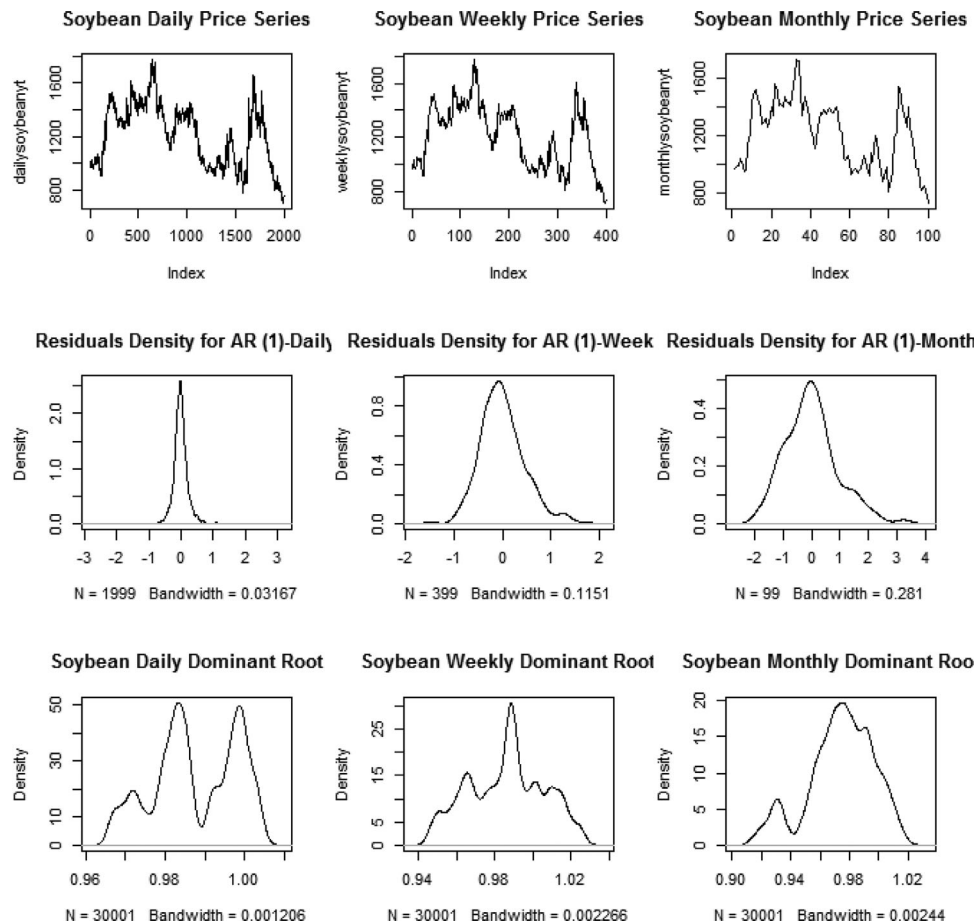 Soybean Daily Price Series
dailysoybeanyt
800 1200 1600
0 500 1000 1500 2000
Index
Soybean Weekly Price Series
weeklysoybeanyt
800 1200 1600
0 100 200 300 400
Index
Soybean Monthly Price Series
monthlysoybeanyt
800 1200 1600
0 20 40 60 80 100
Index
Residuals Density for AR (1)-Daily
Density
0.0 1.0 2.0
-3 -2 -1 0 1 2 3
N = 1999 Bandwidth = 0.03167
Residuals Density for AR (1)-Week
Density
0.0 0.4 0.8
-2 -1 0 1 2
N = 399 Bandwidth = 0.1151
Residuals Density for AR (1)-Month
Density
0.0 0.2 0.4
-2 -1 0 1 2 3 4
N = 99 Bandwidth = 0.281
Soybean Daily Dominant Root
Density
0 10 30 50
0.96 0.98 1.00
N = 30001 Bandwidth = 0.001206
Soybean Weekly Dominant Root
Density
0 5 15 25
0.94 0.98 1.02
N = 30001 Bandwidth = 0.002266
Soybean Monthly Dominant Roo
Density
0 5 10 15 20
0.90 0.94 0.98 1.02
N = 30001 Bandwidth = 0.00244